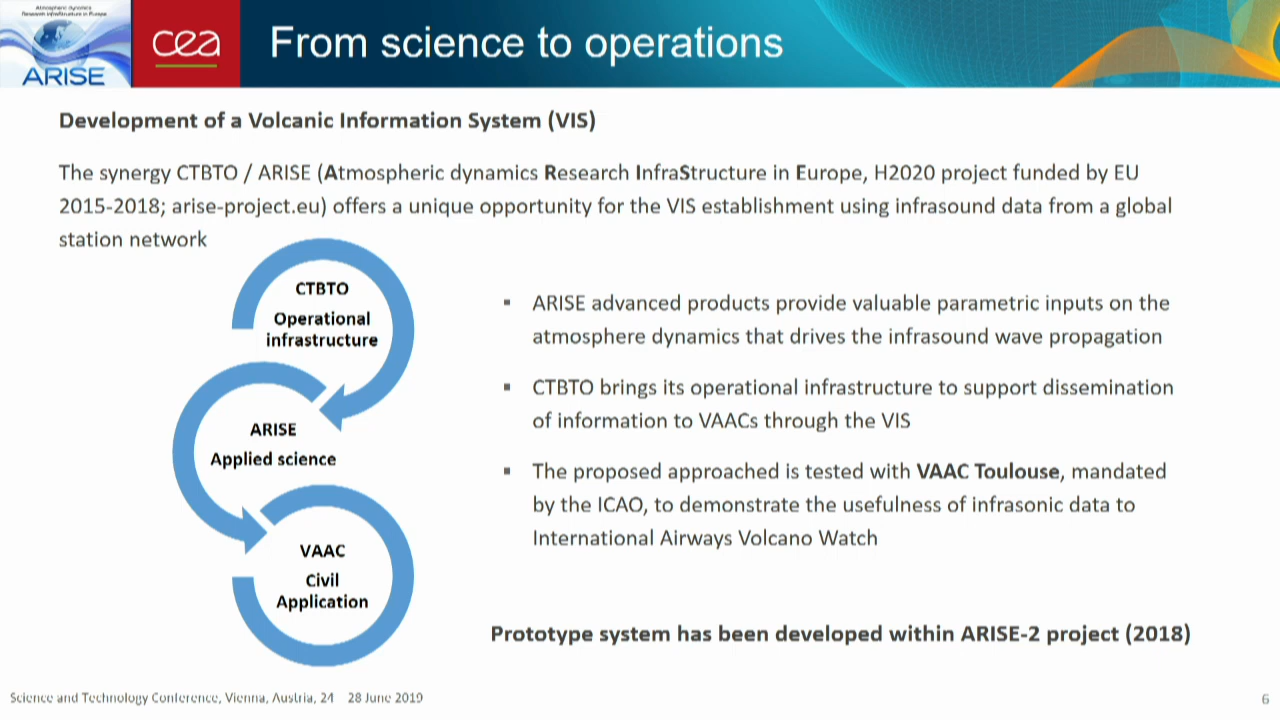 Atmospheric dynamics
Research InfraStructure in Europe
ARISE
cea
From science to operations
Development of a Volcanic Information System (VIS)
The synergy CTBTO / ARISE (Atmospheric dynamics Research InfraStructure in Europe, H2020 project funded by EU
2015-2018; arise-project.eu) offers a unique opportunity for the VIS establishment using infrasound data from a global
station network
CTBTO
Operational
infrastructure
ARISE
Applied science
VAAC
Civil
Application
▪ ARISE advanced products provide valuable parametric inputs on the
atmosphere dynamics that drives the infrasound wave propagation
▪ CTBTO brings its operational infrastructure to support dissemination
of information to VAACs through the VIS
▪ The proposed approached is tested with VAAC Toulouse, mandated
by the ICAO, to demonstrate the usefulness of infrasonic data to
International Airways Volcano Watch
Prototype system has been developed within ARISE-2 project (2018)
Science and Technology Conference, Vienna, Austria, 24 28 June 2019
6